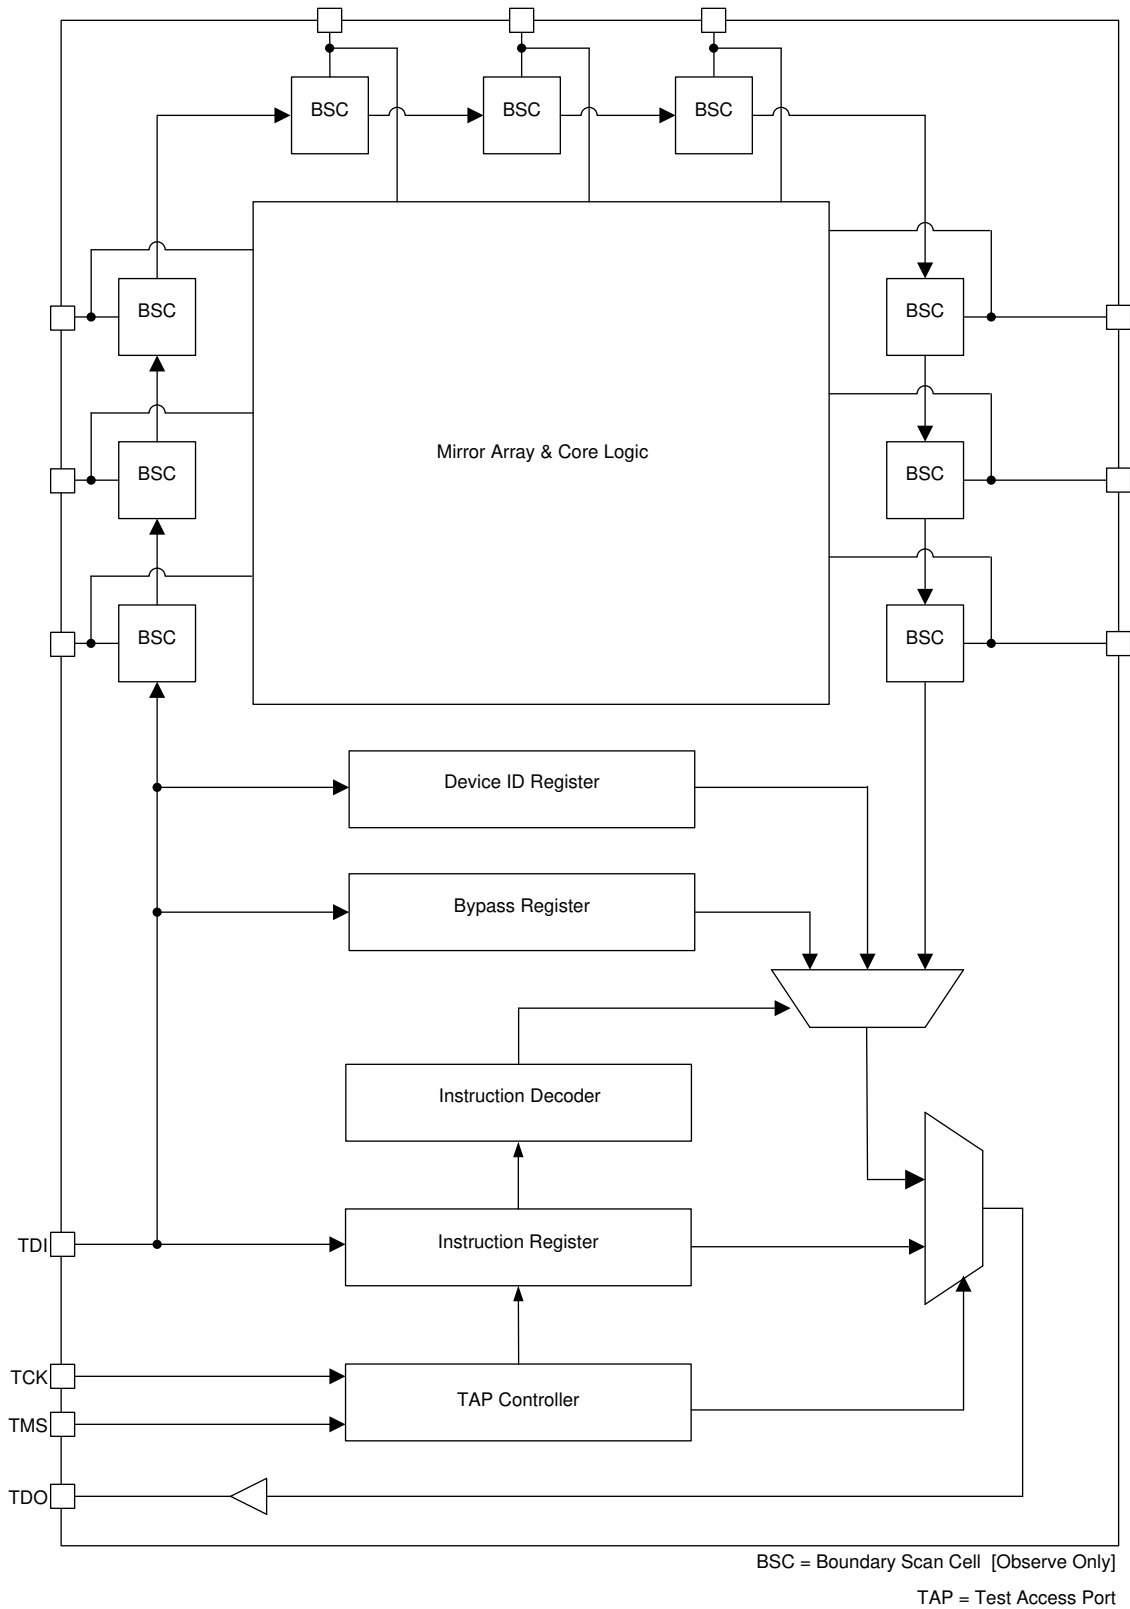 BSC
BSC
BSC
BSC
BSC
BSC
Mirror Array & Core Logic
BSC
BSC
BSC
Device ID Register
Bypass Register
Instruction Decoder
TDI
Instruction Register
TCK
TAP Controller
TMS
TDO
BSC = Boundary Scan Cell [Observe Only]
TAP = Test Access Port